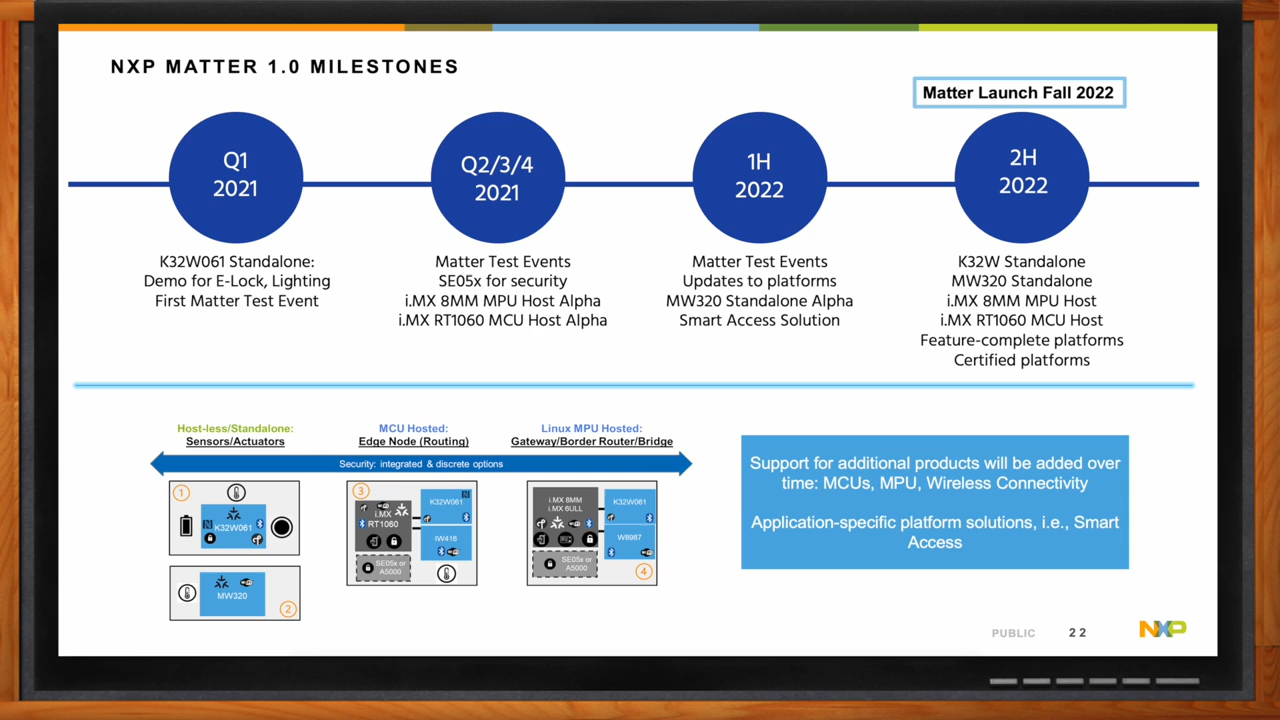 NXP MATTER 1.0 MILESTONES
Matter Launch Fall 2022
Q1
2021
Q2/3/4
2021
1H
2022
2H
2022
K32W061 Standalone:
Demo for E-Lock, Lighting
First Matter Test Event
Matter Test Events
SE05x for security
i.MX 8MM MPU Host Alpha
i.MX RT1060 MCU Host Alpha
Matter Test Events
Updates to platforms
MW320 Standalone Alpha
Smart Access Solution
K32W Standalone
MW320 Standalone
i.MX 8MM MPU Host
i.MX RT1060 MCU Host
Feature-complete platforms
Certified platforms
Host-less/Standalone:
Sensors/Actuators
MCU Hosted:
Edge Node (Routing)
Linux MPU Hosted:
Gateway/Border Router/Bridge
Security: integrated & discrete options
1
K32W061
MW320
2
3
i.MX
RT1060
K32W061
IW416
SE05x or
A5000
i.MX 8MM
i.MX 6ULL
K32W061
W8987
SE05x or
A5000
4
Support for additional products will be added over
time: MCUs, MPU, Wireless Connectivity
Application-specific platform solutions, i.e., Smart
Access
PUBLIC
22
NXP